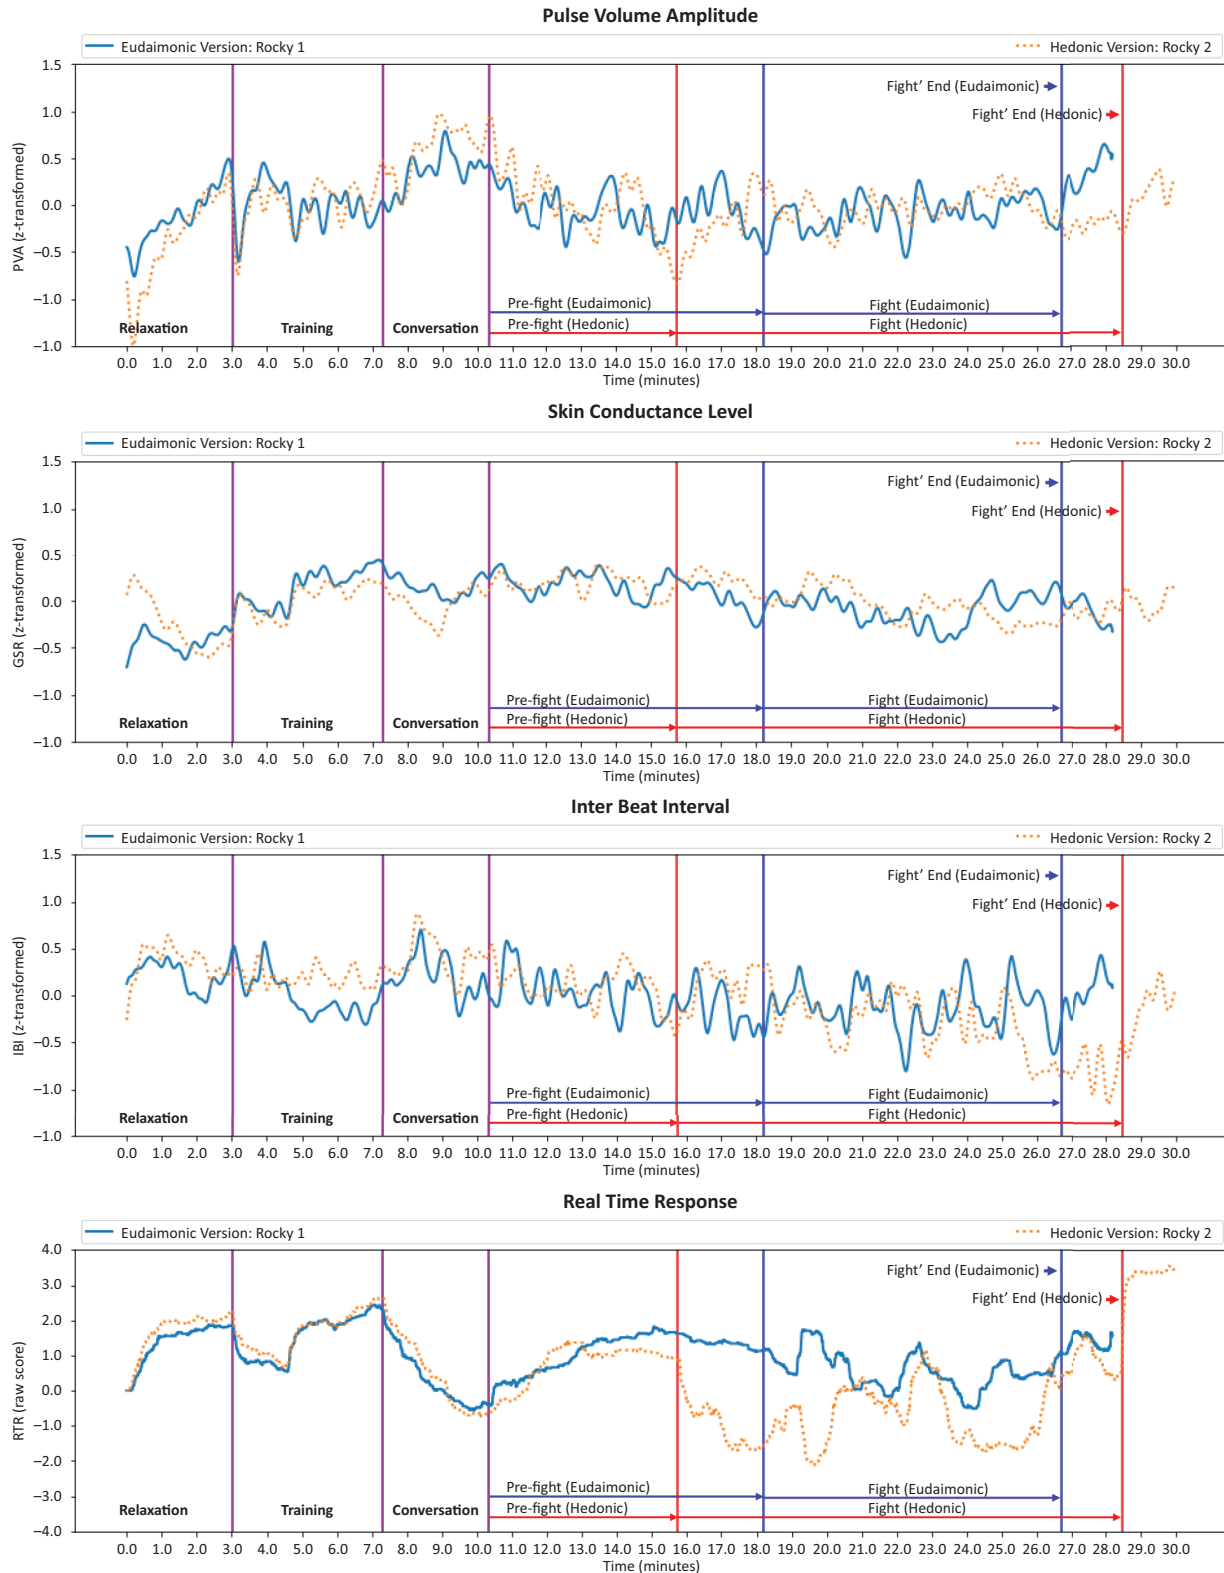 Pulse Volume Amplitude
Eudaimonic Version: Rocky 1 Hedonic Version: Rocky 2
1.5
1.0
0.5
0.0
−0.5
−1.0
−1.0
PVA (z-transformed)
Fight’ End (Eudaimonic)
Fight’ End (Hedonic)
Pre-fight (Eudaimonic) Fight (Eudaimonic)
Relaxation Training Conversation Pre-fight (Hedonic) Fight (Hedonic)
0.0 1.0 2.0 3.0 4.0 5.0 6.0 7.0 8.0 9.0 10.0 11.0 12.0 13.0 14.0 15.0 16.0 17.0 18.0 19.0 20.0 21.0 22.0 23.0 24.0 25.0 26.0 27.0 28.0 29.0 30.0
Time (minutes)
Skin Conductance Level
Eudaimonic Version: Rocky 1 Hedonic Version: Rocky 2
1.5
1.0
0.5
0.0
−0.5
−1.0
−1.0
GSR (z-transformed)
Fight’ End (Eudaimonic)
Fight’ End (Hedonic)
Pre-fight (Eudaimonic) Fight (Eudaimonic)
Relaxation Training Conversation Pre-fight (Hedonic) Fight (Hedonic)
0.0 1.0 2.0 3.0 4.0 5.0 6.0 7.0 8.0 9.0 10.0 11.0 12.0 13.0 14.0 15.0 16.0 17.0 18.0 19.0 20.0 21.0 22.0 23.0 24.0 25.0 26.0 27.0 28.0 29.0 30.0
Time (minutes)
Inter Beat Interval
Eudaimonic Version: Rocky 1 Hedonic Version: Rocky 2
1.5
1.0
0.5
0.0
−0.5
−1.0
−1.0
IBI (z-transformed)
Fight’ End (Eudaimonic)
Fight’ End (Hedonic)
Pre-fight (Eudaimonic) Fight (Eudaimonic)
Relaxation Training Conversation Pre-fight (Hedonic) Fight (Hedonic)
0.0 1.0 2.0 3.0 4.0 5.0 6.0 7.0 8.0 9.0 10.0 11.0 12.0 13.0 14.0 15.0 16.0 17.0 18.0 19.0 20.0 21.0 22.0 23.0 24.0 25.0 26.0 27.0 28.0 29.0 30.0
Time (minutes)
Real Time Response
Eudaimonic Version: Rocky 1 Hedonic Version: Rocky 2
4.0
3.0
2.0
1.0
0.0
−1.0
−2.0
−3.0
−4.0
RTR (raw score)
Fight’ End (Eudaimonic)
Fight’ End (Hedonic)
Pre-fight (Eudaimonic) Fight (Eudaimonic)
Relaxation Training Conversation Pre-fight (Hedonic) Fight (Hedonic)
0.0 1.0 2.0 3.0 4.0 5.0 6.0 7.0 8.0 9.0 10.0 11.0 12.0 13.0 14.0 15.0 16.0 17.0 18.0 19.0 20.0 21.0 22.0 23.0 24.0 25.0 26.0 27.0 28.0 29.0 30.0
Time (minutes)